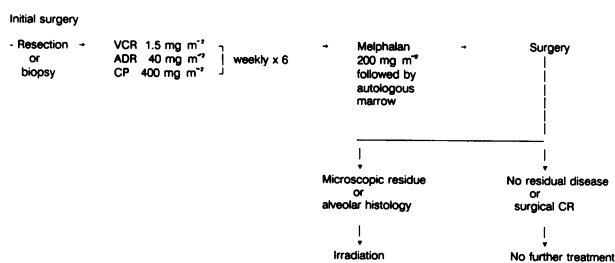 Initial surgery
- Resection → VCR 1.5 mg m⁻² → Melphalan → Surgery
or ADR 40 mg m⁻² weekly x 6 200 mg m⁻²
biopsy CP 400 mg m⁻² followed by
autologous
marrow
Microscopic residue No residual disease
or or
alveolar histology surgical CR
Irradiation No further treatment